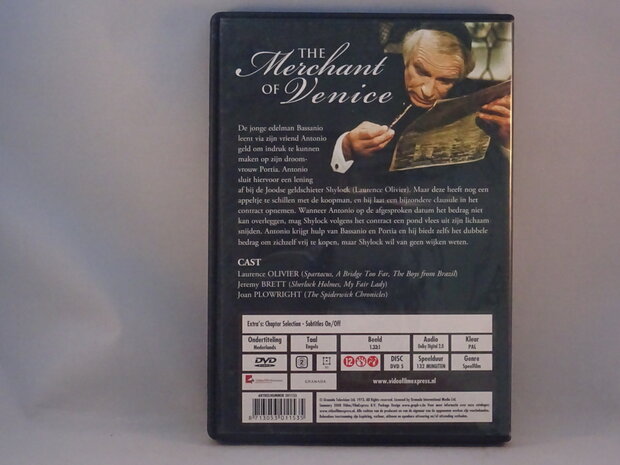 THE
Merchant
OF Venice
De jonge edelman Bassanio
leent via zijn vriend Antonio
geld om indruk te kunnen
maken op zijn droom-
vrouw Portia. Antonio
sluit hiervoor een lening
af bij de Joodse geldschieter Shylock (Laurence Olivier). Maar deze heeft nog een
appeltje te schillen met de koopman, en hij laat een bijzondere clausule in het
contract opnemen. Wanneer Antonio op de afgesproken datum het bedrag niet
kan overleggen, mag Shylock volgens het contract een pond vlees uit zijn lichaam
snijden. Antonio krijgt hulp van Bassanio en Portia en hij biedt zelfs het dubbele
bedrag om zichzelf vrij te kopen, maar Shylock wil van geen wijken weten.
CAST
Laurence OLIVIER (Spartacus, A Bridge Too Far, The Boys from Brazil)
Jeremy BRETT (Sherlock Holmes, My Fair Lady)
Joan PLOWRIGHT (The Spiderwick Chronicles)
Extra's: Chapter Selection - Subtitles On/Off
Ondertiteling Taal Beeld Audio Kleur
Nederlands Engels 1.33:1 Dolby Digital 2.0 PAL
DVD 12 DISC Speelduur Genre
DVD 5 132 MINUTEN Speelfilm
GRANADA www.videofilmexpress.nl
8 713053 011535